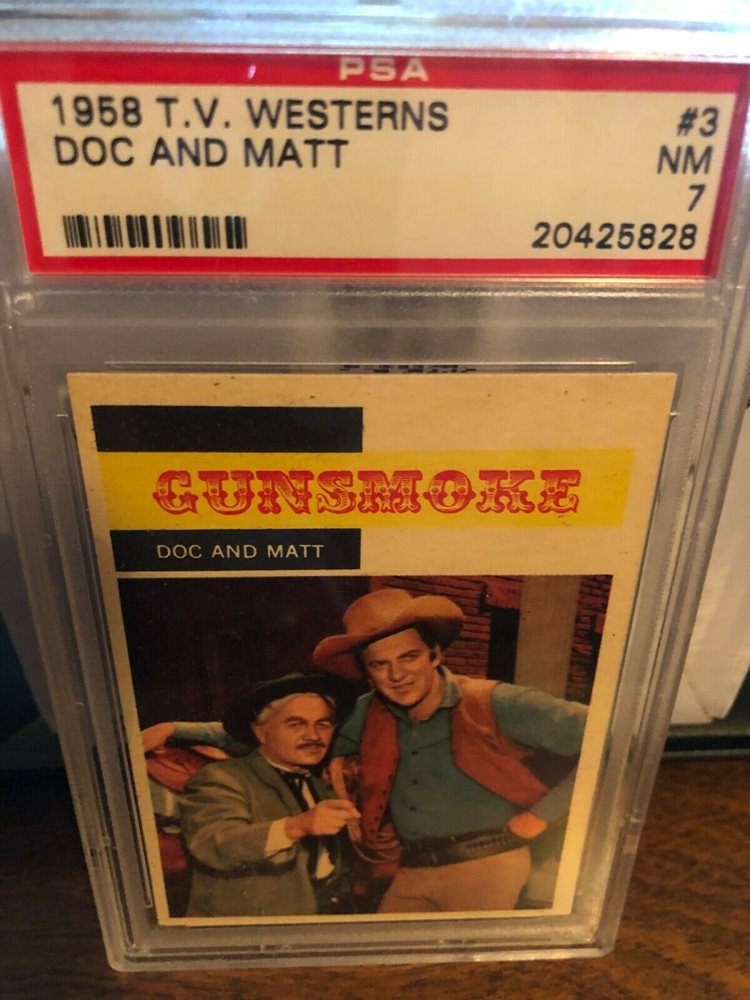 PSA
1958 T.V. WESTERNS #3
DOC AND MATT NM
7
20425828
GUNSMOKE
DOC AND MATT